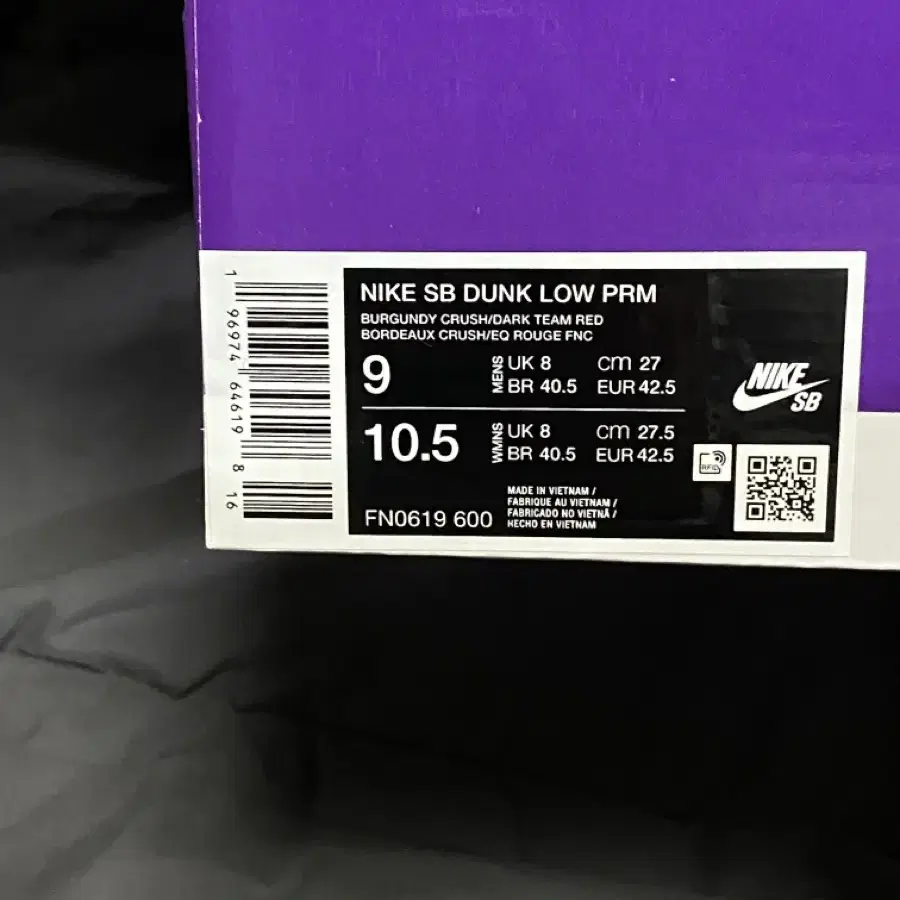 NIKE SB DUNK LOW PRM
BURGUNDY CRUSH/DARK TEAM RED
BORDEAUX CRUSH/EQ ROUGE FNC
9 MENS UK 8 cm 27
BR 40.5 EUR 42.5
10.5 WMNS UK 8 cm 27.5
BR 40.5 EUR 42.5
NIKE
SB
RFID
MADE IN VIETNAM /
FABRIQUE AU VIETNAM /
FABRICADO NO VIETNÃ /
HECHO EN VIETNAM
FN0619 600
1 96974 64619 8 16